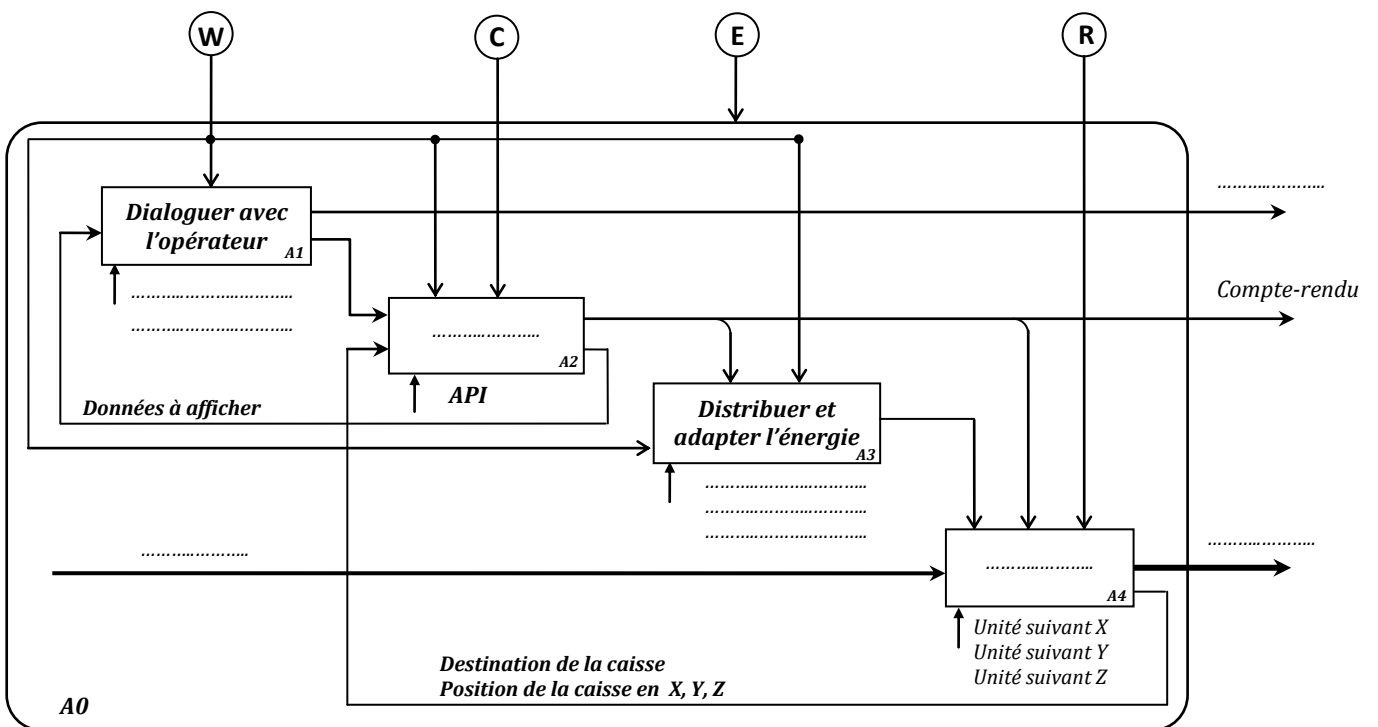 W
C
E
R
………..………..
Dialoguer avec
l’opérateur
A1
………..………..………..
………..………..………..
Compte-rendu
………..………..
A2
API
Données à afficher
Distribuer et
adapter l’énergie
A3
………..………..………..
………..………..………..
………..………..………..
………..………..
………..………..
………..………..
A4
Unité suivant X
Unité suivant Y
Unité suivant Z
Destination de la caisse
Position de la caisse en X, Y, Z
A0